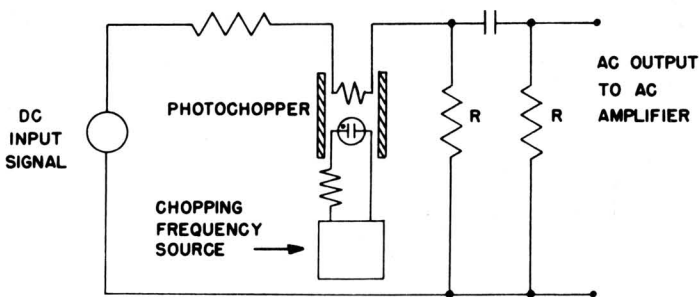 DC
INPUT
SIGNAL
PHOTOCHOPPER
CHOPPING
FREQUENCY
SOURCE
R
R
AC OUTPUT
TO AC
AMPLIFIER